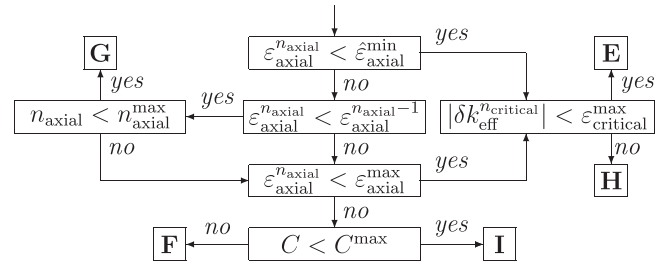 G
ε_axial^{n_axial} < ε̂_axial^{min}
yes
E
yes
no
yes
n_axial < n_axial^{max}
yes
ε_axial^{n_axial} < ε_axial^{n_axial−1}
|δk_eff^{n_critical}| < ε_critical^{max}
no
no
yes
no
ε_axial^{n_axial} < ε_axial^{max}
H
no
no
yes
F
C < C^{max}
I